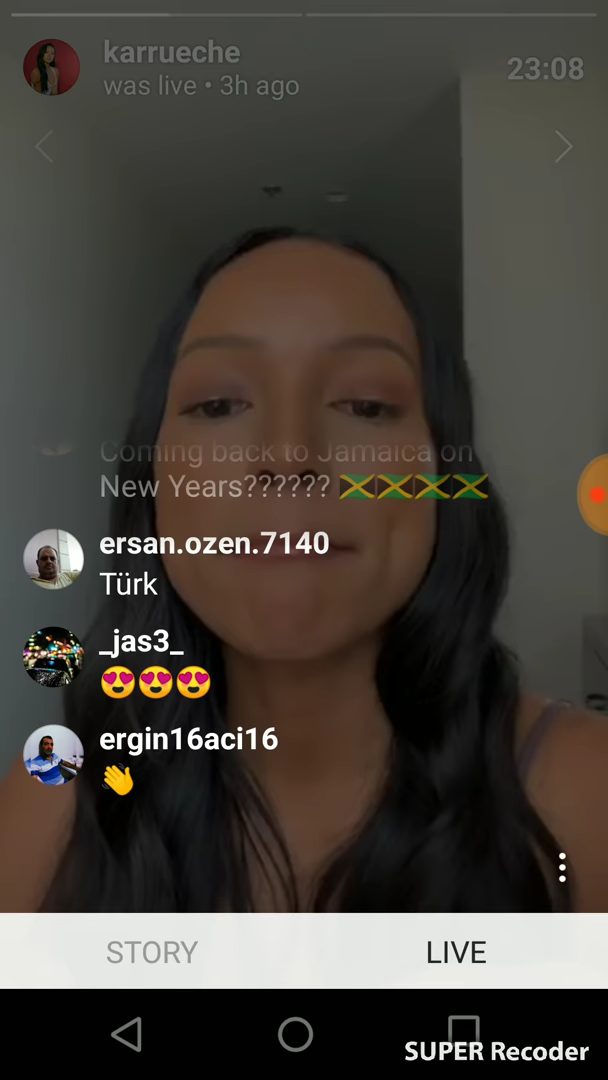 karrueche
was live • 3h ago
23:08
Coming back to Jamaica on
New Years?????? 🇯🇲🇯🇲🇯🇲🇯🇲
ersan.ozen.7140
Türk
_jas3_
😍😍😍
ergin16aci16
👏
STORY
LIVE
SUPER Recoder